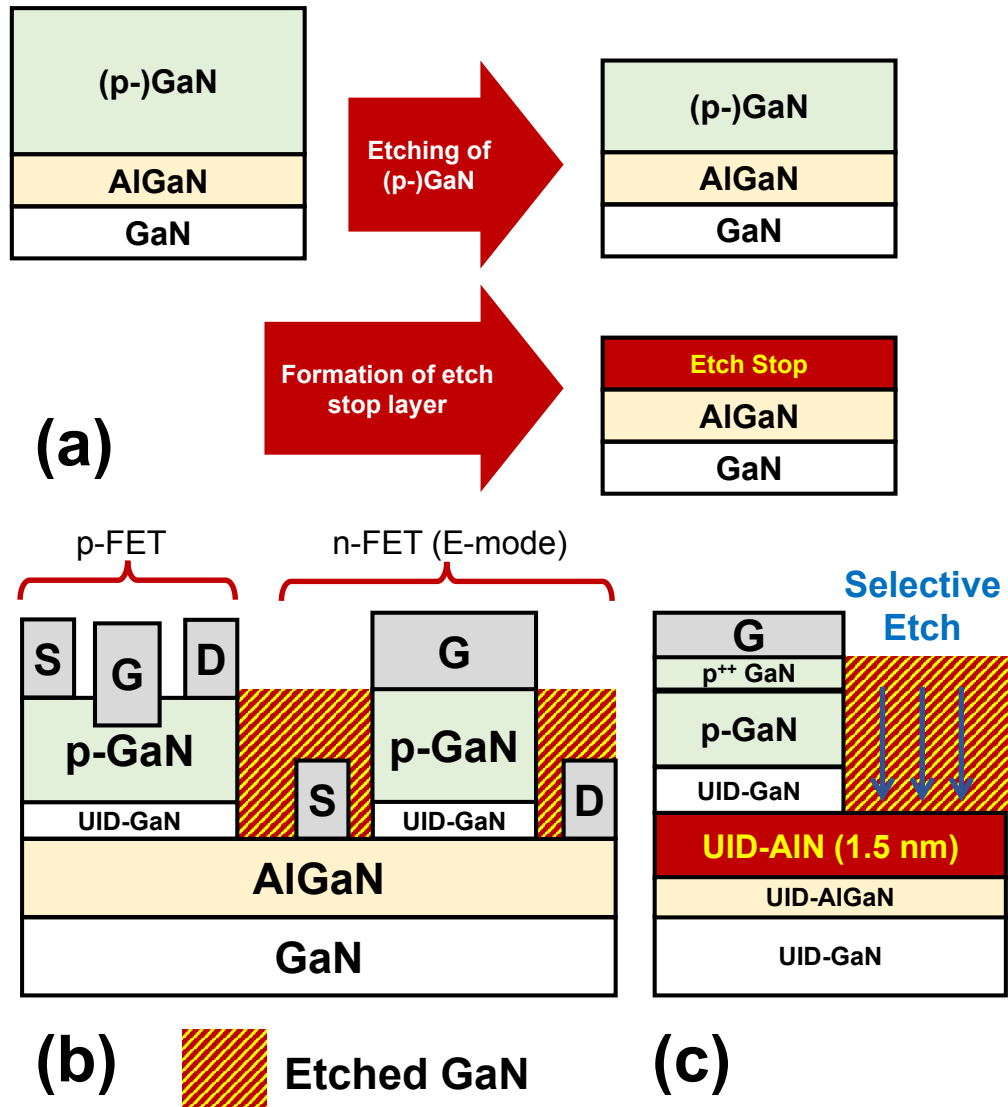 (p-)GaN
AlGaN
GaN
Etching of
(p-)GaN
(p-)GaN
AlGaN
GaN
Formation of etch
stop layer
Etch Stop
AlGaN
GaN
(a)
p-FET
n-FET (E-mode)
S
G
D
p-GaN
UID-GaN
S
G
p-GaN
UID-GaN
D
AlGaN
GaN
(b)
Etched GaN
Selective
Etch
G
p++ GaN
p-GaN
UID-GaN
UID-AlN (1.5 nm)
UID-AlGaN
UID-GaN
(c)